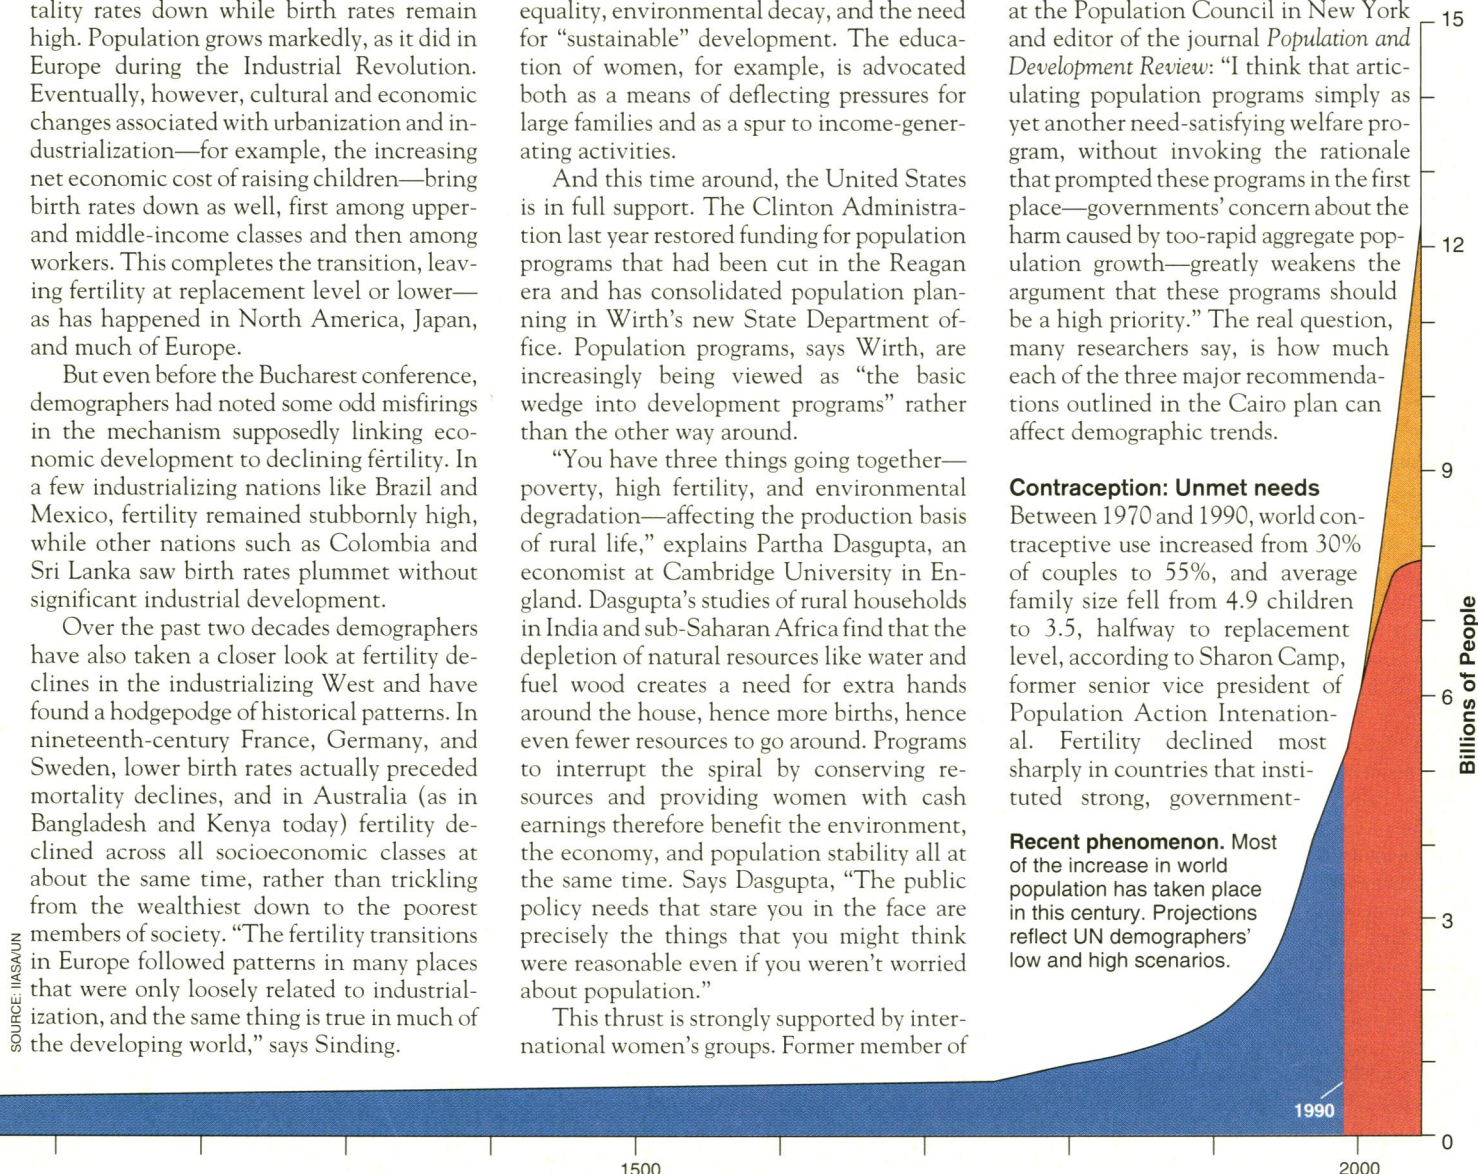 tality rates down while birth rates remain
high. Population grows markedly, as it did in
Europe during the Industrial Revolution.
Eventually, however, cultural and economic
changes associated with urbanization and in-
dustrialization—for example, the increasing
net economic cost of raising children—bring
birth rates down as well, first among upper-
and middle-income classes and then among
workers. This completes the transition, leav-
ing fertility at replacement level or lower—
as has happened in North America, Japan,
and much of Europe.
But even before the Bucharest conference,
demographers had noted some odd misfirings
in the mechanism supposedly linking eco-
nomic development to declining fertility. In
a few industrializing nations like Brazil and
Mexico, fertility remained stubbornly high,
while other nations such as Colombia and
Sri Lanka saw birth rates plummet without
significant industrial development.
Over the past two decades demographers
have also taken a closer look at fertility de-
clines in the industrializing West and have
found a hodgepodge of historical patterns. In
nineteenth-century France, Germany, and
Sweden, lower birth rates actually preceded
mortality declines, and in Australia (as in
Bangladesh and Kenya today) fertility de-
clined across all socioeconomic classes at
about the same time, rather than trickling
from the wealthiest down to the poorest
members of society. “The fertility transitions
in Europe followed patterns in many places
that were only loosely related to industrial-
ization, and the same thing is true in much of
the developing world,” says Sinding.
SOURCE: IIASA/UN
equality, environmental decay, and the need
for “sustainable” development. The educa-
tion of women, for example, is advocated
both as a means of deflecting pressures for
large families and as a spur to income-gener-
ating activities.
And this time around, the United States
is in full support. The Clinton Administra-
tion last year restored funding for population
programs that had been cut in the Reagan
era and has consolidated population plan-
ning in Wirth’s new State Department of-
fice. Population programs, says Wirth, are
increasingly being viewed as “the basic
wedge into development programs” rather
than the other way around.
“You have three things going together—
poverty, high fertility, and environmental
degradation—affecting the production basis
of rural life,” explains Partha Dasgupta, an
economist at Cambridge University in En-
gland. Dasgupta’s studies of rural households
in India and sub-Saharan Africa find that the
depletion of natural resources like water and
fuel wood creates a need for extra hands
around the house, hence more births, hence
even fewer resources to go around. Programs
to interrupt the spiral by conserving re-
sources and providing women with cash
earnings therefore benefit the environment,
the economy, and population stability all at
the same time. Says Dasgupta, “The public
policy needs that stare you in the face are
precisely the things that you might think
were reasonable even if you weren’t worried
about population.”
This thrust is strongly supported by inter-
national women’s groups. Former member of
at the Population Council in New York
and editor of the journal Population and
Development Review: “I think that artic-
ulating population programs simply as
yet another need-satisfying welfare pro-
gram, without invoking the rationale
that prompted these programs in the first
place—governments’ concern about the
harm caused by too-rapid aggregate pop-
ulation growth—greatly weakens the
argument that these programs should
be a high priority.” The real question,
many researchers say, is how much
each of the three major recommenda-
tions outlined in the Cairo plan can
affect demographic trends.
Contraception: Unmet needs
Between 1970 and 1990, world con-
traceptive use increased from 30%
of couples to 55%, and average
family size fell from 4.9 children
to 3.5, halfway to replacement
level, according to Sharon Camp,
former senior vice president of
Population Action Intenation-
al. Fertility declined most
sharply in countries that insti-
tuted strong, government-
Recent phenomenon. Most
of the increase in world
population has taken place
in this century. Projections
reflect UN demographers’
low and high scenarios.
15
12
9
6
3
0
Billions of People
1990
1500
2000